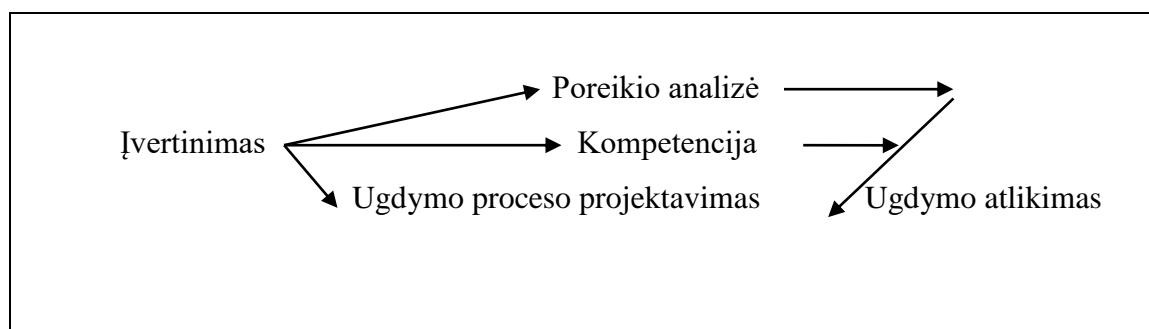 Poreikio analizė
Įvertinimas Kompetencija
Ugdymo proceso projektavimas Ugdymo atlikimas